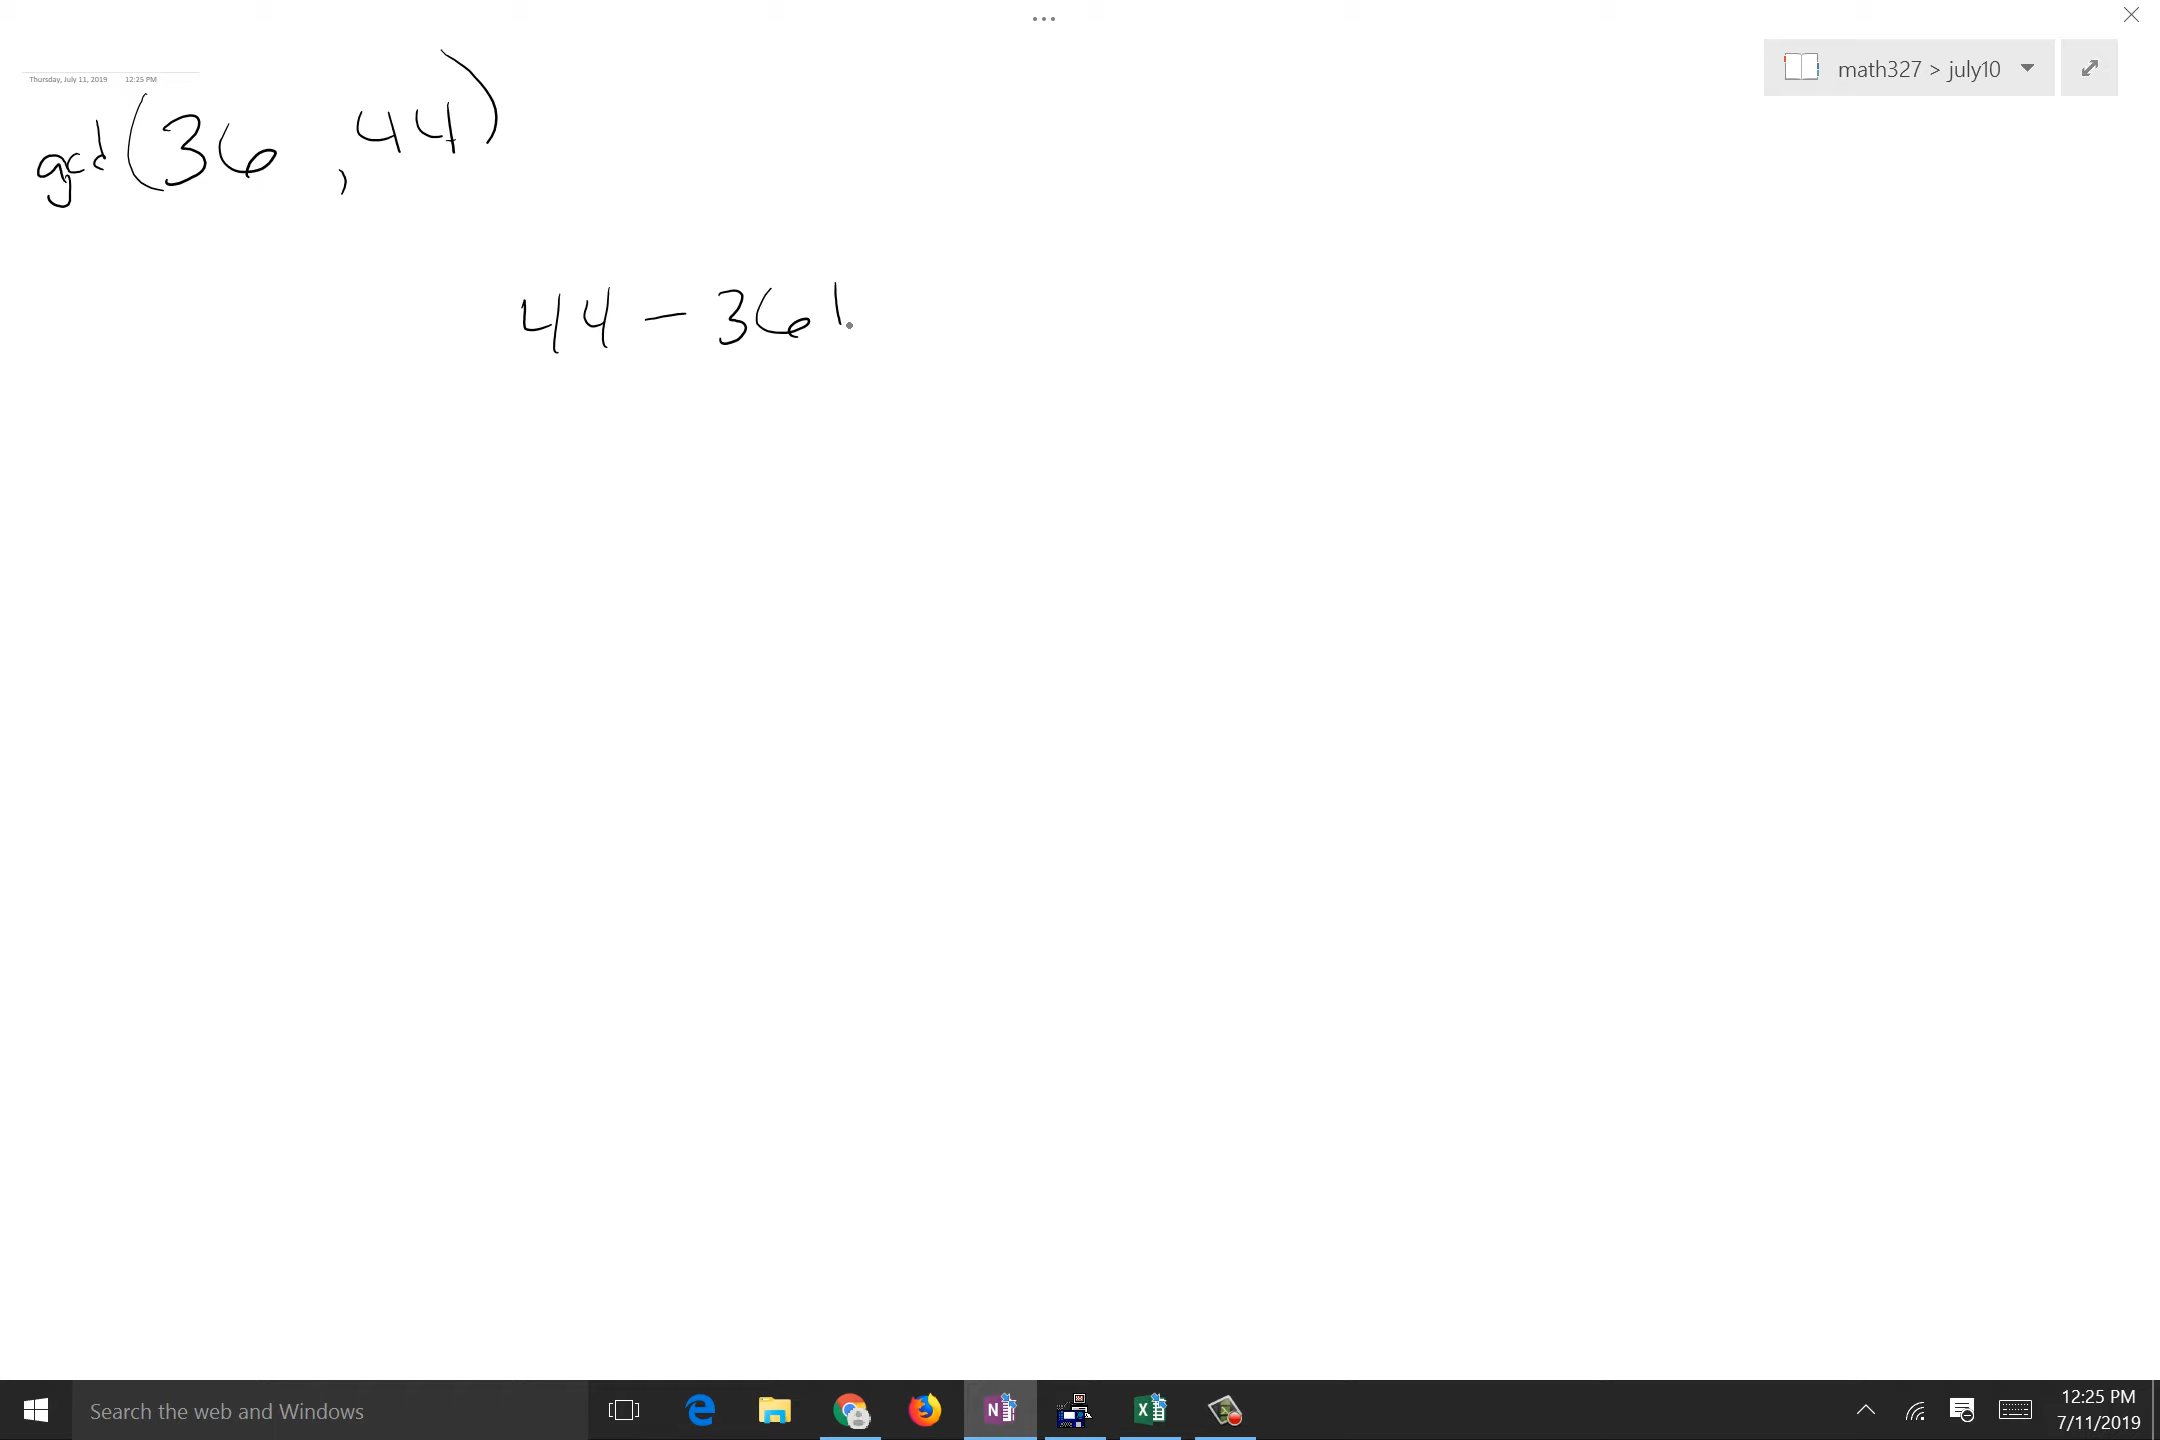 math327 > july10
Thursday, July 11, 2019 12:25 PM
gcd(36 , 44)
44 - 36
Search the web and Windows
12:25 PM
7/11/2019